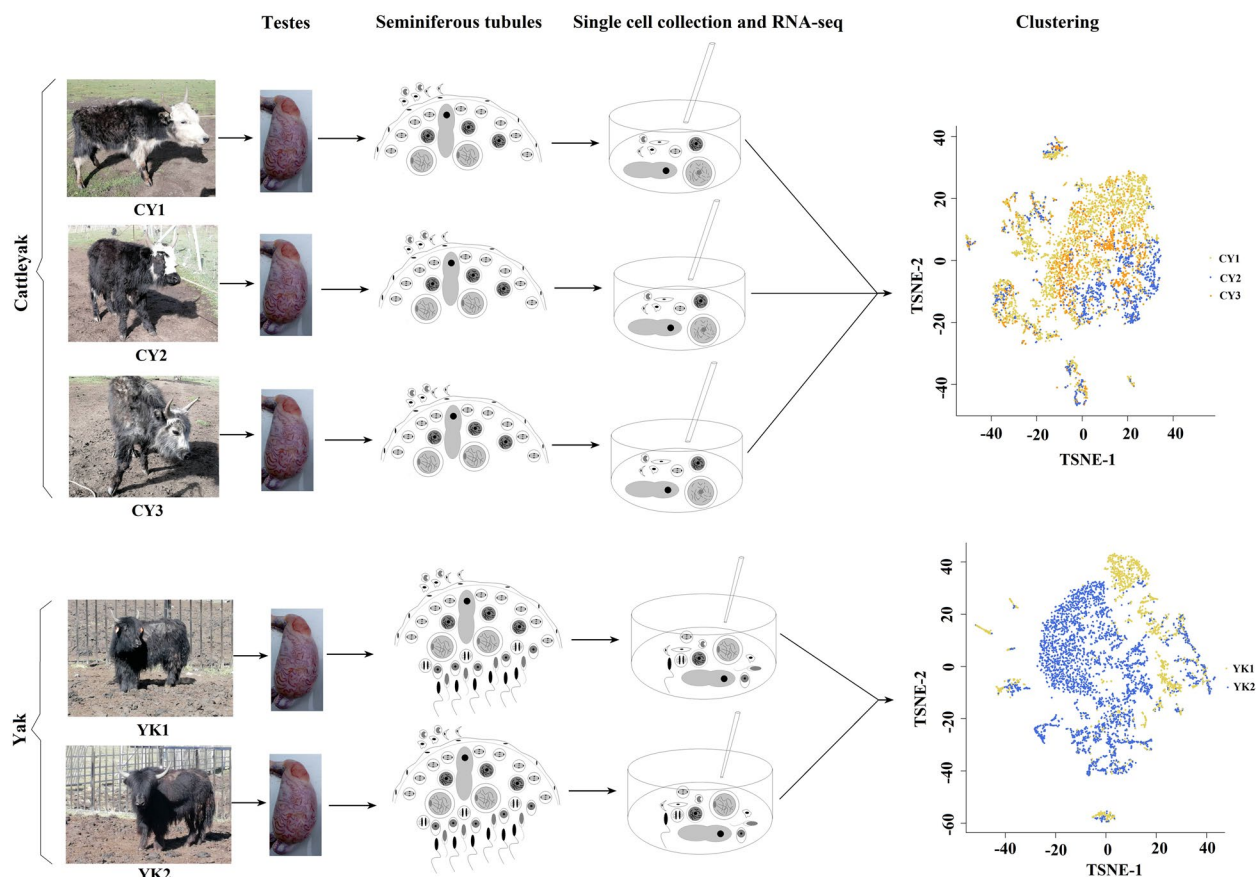 Testes
Seminiferous tubules
Single cell collection and RNA-seq
Clustering
Cattleyak
CY1
CY2
CY3
TSNE-2
40
20
0
-20
-40
-40
-20
0
20
40
TSNE-1
CY1
CY2
CY3
Yak
YK1
YK2
TSNE-2
40
20
0
-20
-40
-60
-40
-20
0
20
40
TSNE-1
YK1
YK2